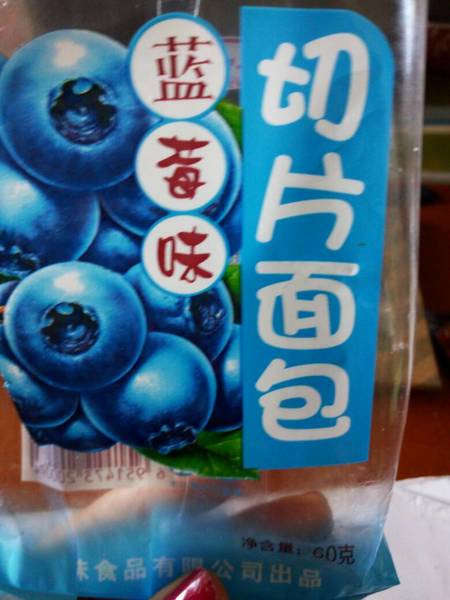 蓝莓味
切片面包
净含量：60克
味食品有限公司出品